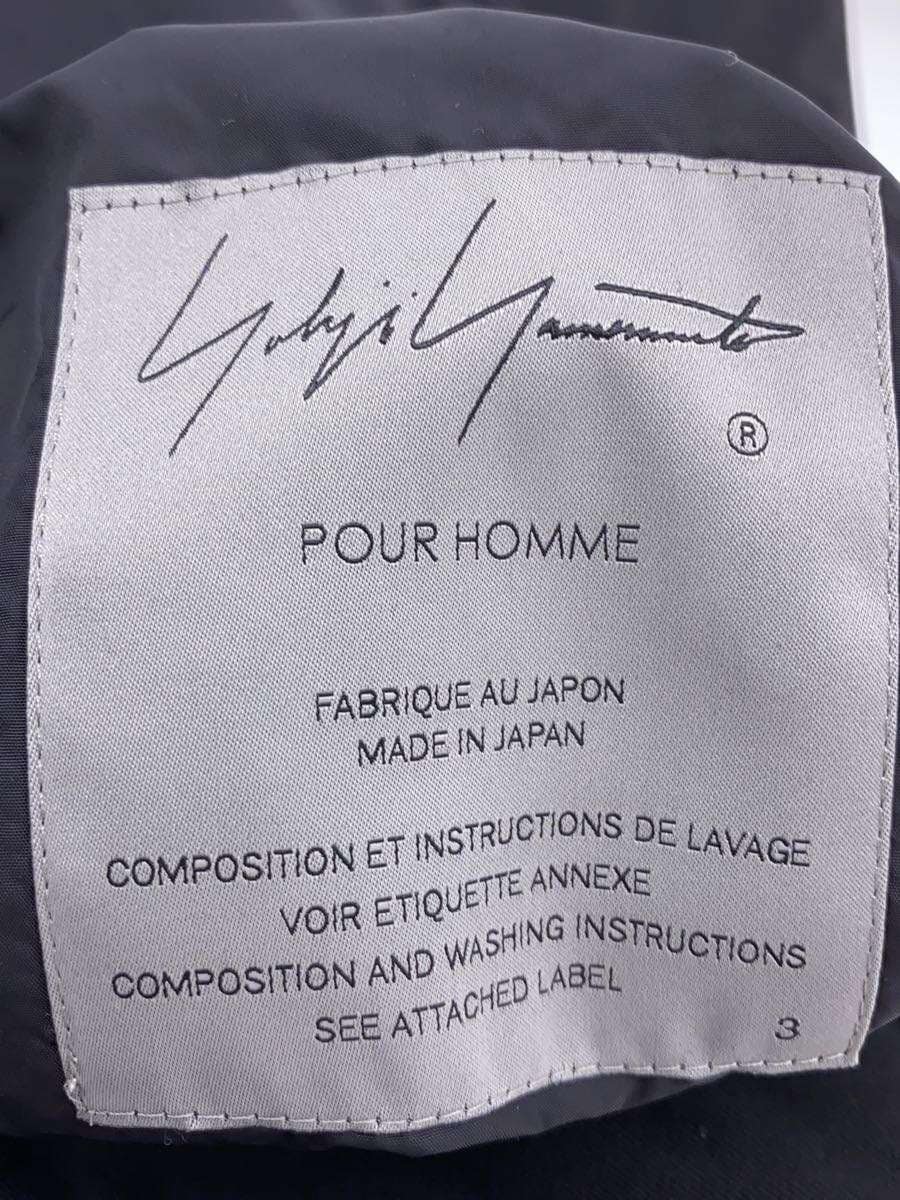 Yohji Yamamoto
®
POUR HOMME
FABRIQUE AU JAPON
MADE IN JAPAN
COMPOSITION ET INSTRUCTIONS DE LAVAGE
VOIR ETIQUETTE ANNEXE
COMPOSITION AND WASHING INSTRUCTIONS
SEE ATTACHED LABEL
3